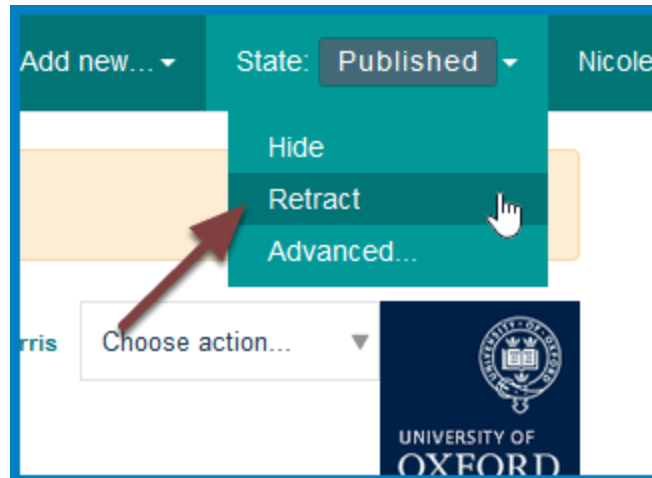 Add new...
State: Published
Nicole
Hide
Retract
Advanced...
rris
Choose action...
UNIVERSITY OF
OXFORD